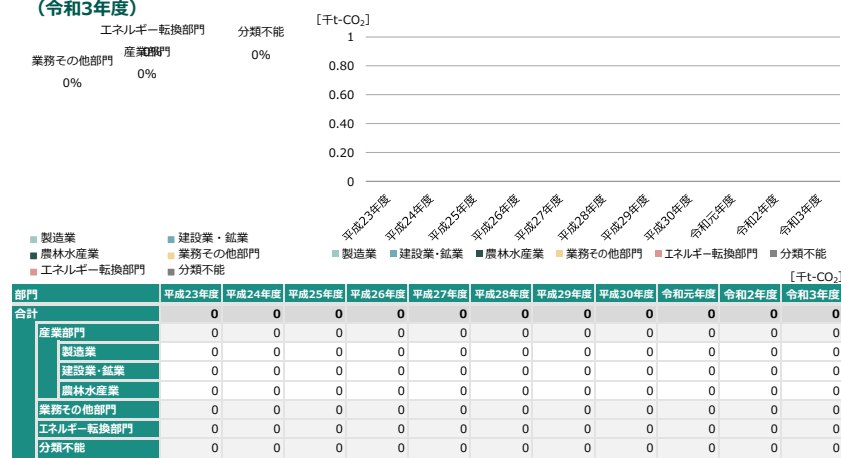 （令和3年度）
エネルギー転換部門
0%
分類不能
0%
産業部門
0%
業務その他部門
0%
■製造業 ■建設業・鉱業
■農林水産業 ■業務その他部門
■エネルギー転換部門 ■分類不能
［千t-CO₂］
1
0.80
0.60
0.40
0.20
0
平成23年度 平成24年度 平成25年度 平成26年度 平成27年度 平成28年度 平成29年度 平成30年度 令和元年度 令和2年度 令和3年度
■製造業 ■建設業・鉱業 ■農林水産業 ■業務その他部門 ■エネルギー転換部門 ■分類不能
［千t-CO₂］
部門 平成23年度 平成24年度 平成25年度 平成26年度 平成27年度 平成28年度 平成29年度 平成30年度 令和元年度 令和2年度 令和3年度
合計 0 0 0 0 0 0 0 0 0 0 0
産業部門 0 0 0 0 0 0 0 0 0 0 0
製造業 0 0 0 0 0 0 0 0 0 0 0
建設業・鉱業 0 0 0 0 0 0 0 0 0 0 0
農林水産業 0 0 0 0 0 0 0 0 0 0 0
業務その他部門 0 0 0 0 0 0 0 0 0 0 0
エネルギー転換部門 0 0 0 0 0 0 0 0 0 0 0
分類不能 0 0 0 0 0 0 0 0 0 0 0